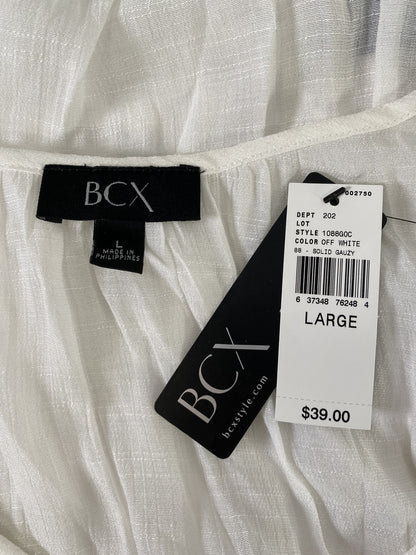 BCX
L
MADE IN
PHILIPPINES
BCX
bcxstyle.com
002750
DEPT 202
LOT
STYLE 1088G0C
COLOR OFF WHITE
88 - SOLID GAUZY
6 37348 76248 4
LARGE
$39.00